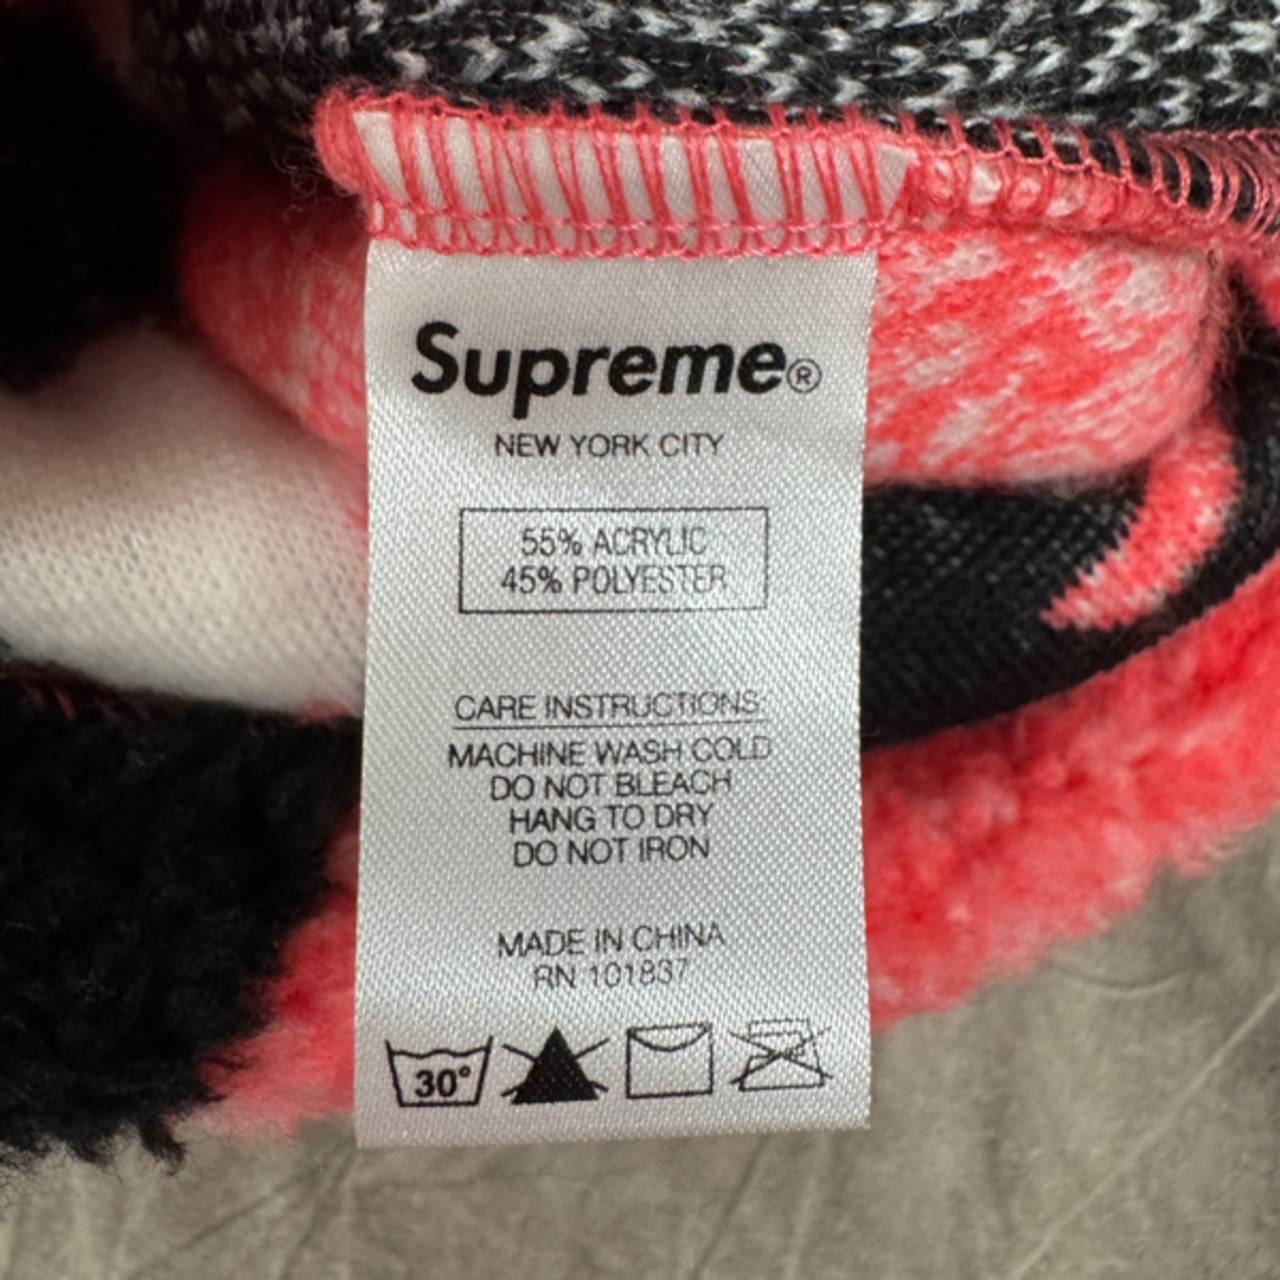 Supreme®
NEW YORK CITY
55% ACRYLIC
45% POLYESTER
CARE INSTRUCTIONS:
MACHINE WASH COLD
DO NOT BLEACH
HANG TO DRY
DO NOT IRON
MADE IN CHINA
RN 101837
30°